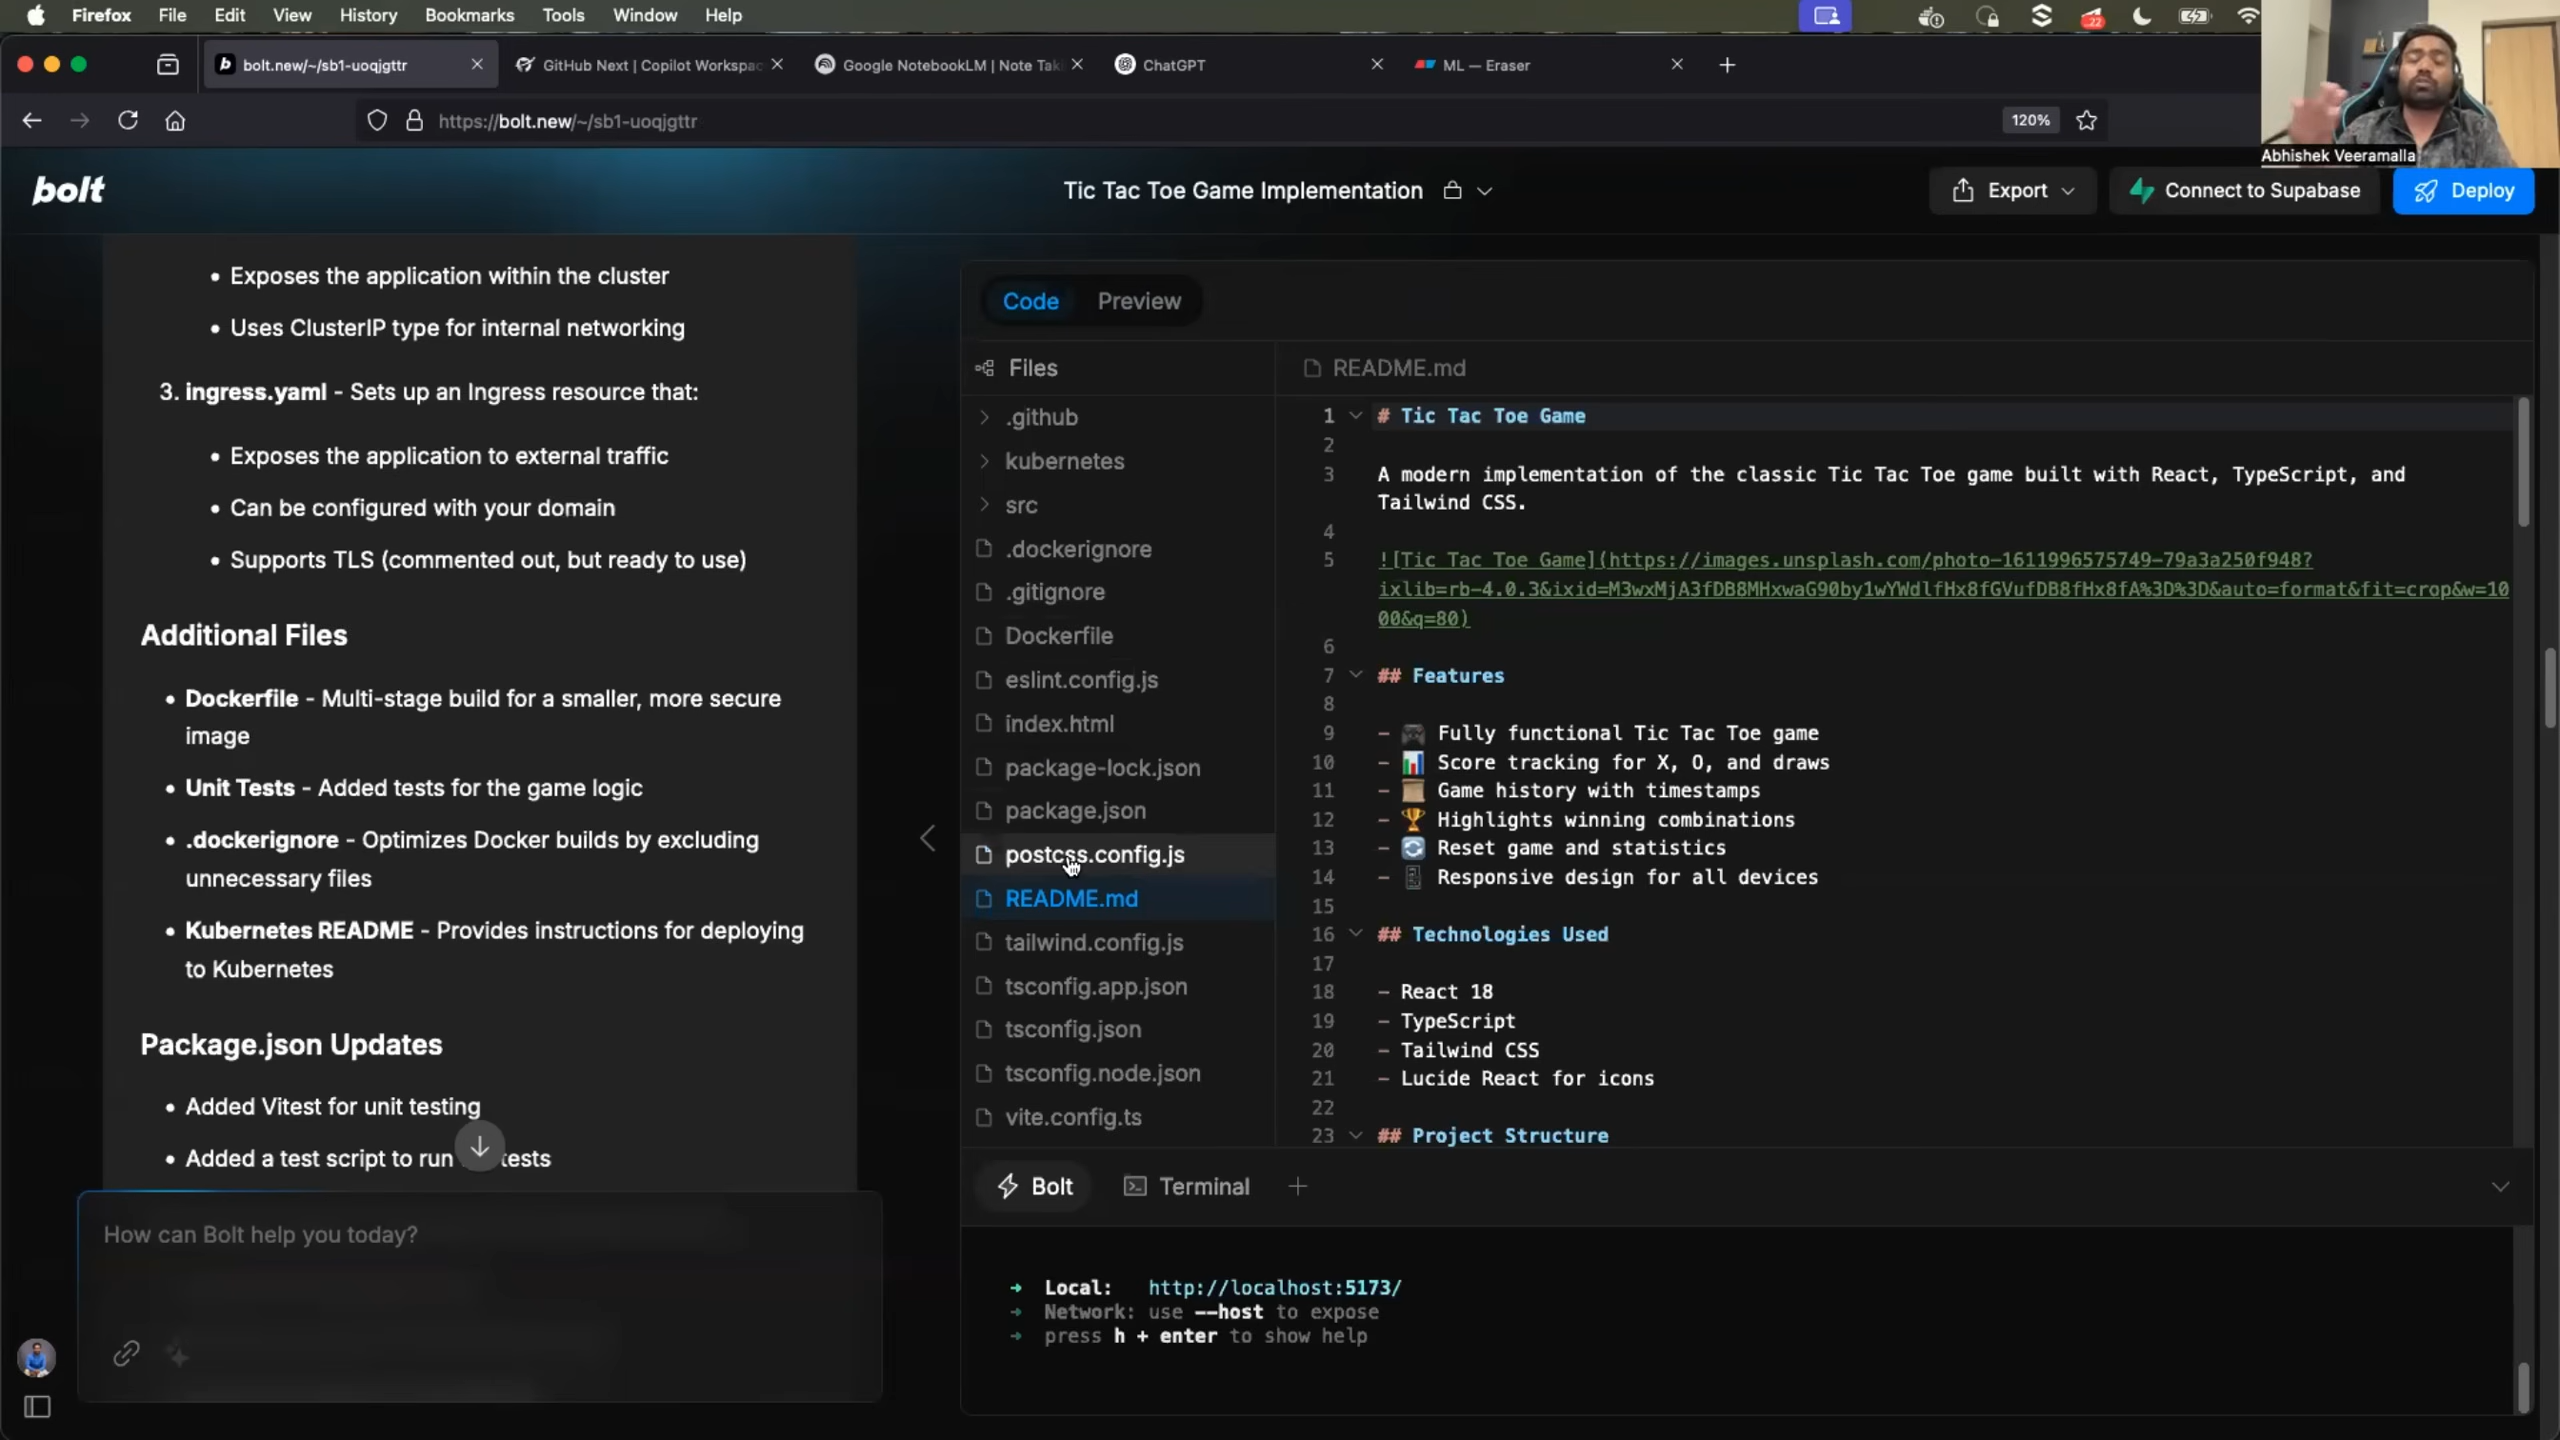 Firefox File Edit View History Bookmarks Tools Window Help
22
bolt.new/~/sb1-uoqjgttr
GitHub Next | Copilot Workspac
Google NotebookLM | Note Tak
ChatGPT
ML — Eraser
https://bolt.new/~/sb1-uoqjgttr
120%
Abhishek Veeramalla
bolt
Tic Tac Toe Game Implementation
Export
Connect to Supabase
Deploy
• Exposes the application within the cluster
• Uses ClusterIP type for internal networking
3. ingress.yaml - Sets up an Ingress resource that:
• Exposes the application to external traffic
• Can be configured with your domain
• Supports TLS (commented out, but ready to use)
Additional Files
• Dockerfile - Multi-stage build for a smaller, more secure
image
• Unit Tests - Added tests for the game logic
• .dockerignore - Optimizes Docker builds by excluding
unnecessary files
• Kubernetes README - Provides instructions for deploying
to Kubernetes
Package.json Updates
• Added Vitest for unit testing
• Added a test script to run tests
How can Bolt help you today?
Code Preview
Files
.github
kubernetes
src
.dockerignore
.gitignore
Dockerfile
eslint.config.js
index.html
package-lock.json
package.json
postcss.config.js
README.md
tailwind.config.js
tsconfig.app.json
tsconfig.json
tsconfig.node.json
vite.config.ts
README.md
1 # Tic Tac Toe Game
2
3 A modern implementation of the classic Tic Tac Toe game built with React, TypeScript, and
Tailwind CSS.
4
5 ![Tic Tac Toe Game](https://images.unsplash.com/photo-1611996575749-79a3a250f948?
ixlib=rb-4.0.3&ixid=M3wxMjA3fDB8MHxwaG90by1wYWdlfHx8fGVufDB8fHx8fA%3D%3D&auto=format&fit=crop&w=10
00&q=80)
6
7 ## Features
8
9 - 🎮 Fully functional Tic Tac Toe game
10 - 📊 Score tracking for X, O, and draws
11 - 📜 Game history with timestamps
12 - 🏆 Highlights winning combinations
13 - 🔄 Reset game and statistics
14 - 📱 Responsive design for all devices
15
16 ## Technologies Used
17
18 - React 18
19 - TypeScript
20 - Tailwind CSS
21 - Lucide React for icons
22
23 ## Project Structure
Bolt Terminal
➜ Local: http://localhost:5173/
➜ Network: use --host to expose
➜ press h + enter to show help